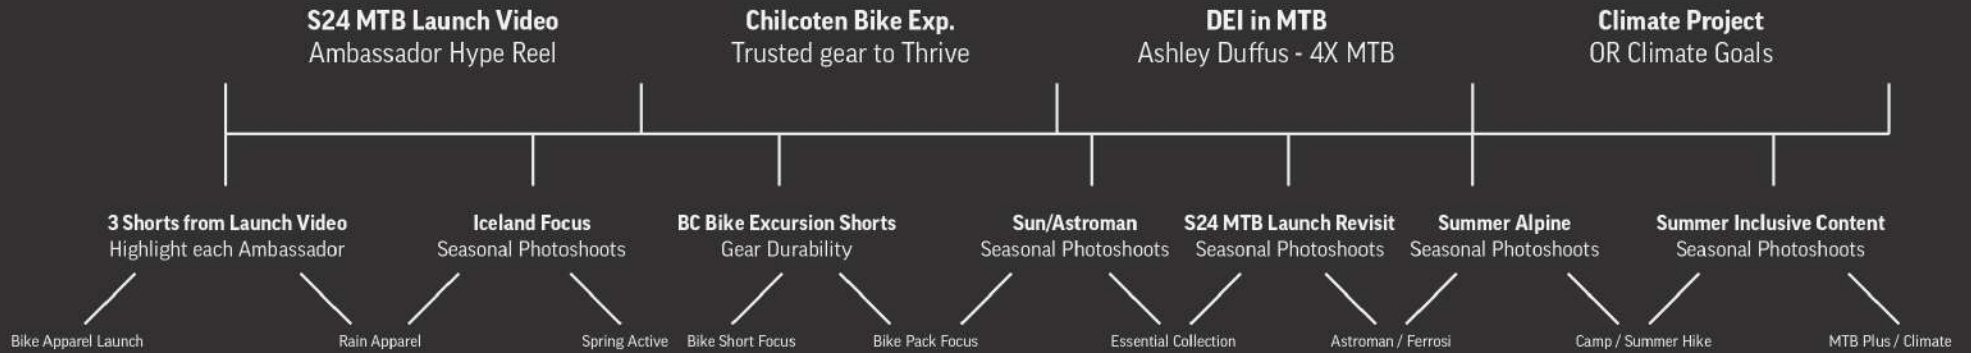 S24 MTB Launch Video
Ambassador Hype Reel
Chilcoten Bike Exp.
Trusted gear to Thrive
DEI in MTB
Ashley Duffus - 4X MTB
Climate Project
OR Climate Goals
3 Shorts from Launch Video
Highlight each Ambassador
Iceland Focus
Seasonal Photoshoots
BC Bike Excursion Shorts
Gear Durability
Sun/Astroman
Seasonal Photoshoots
S24 MTB Launch Revisit
Seasonal Photoshoots
Summer Alpine
Seasonal Photoshoots
Summer Inclusive Content
Seasonal Photoshoots
Bike Apparel Launch
Rain Apparel
Spring Active
Bike Short Focus
Bike Pack Focus
Essential Collection
Astroman / Ferrosi
Camp / Summer Hike
MTB Plus / Climate